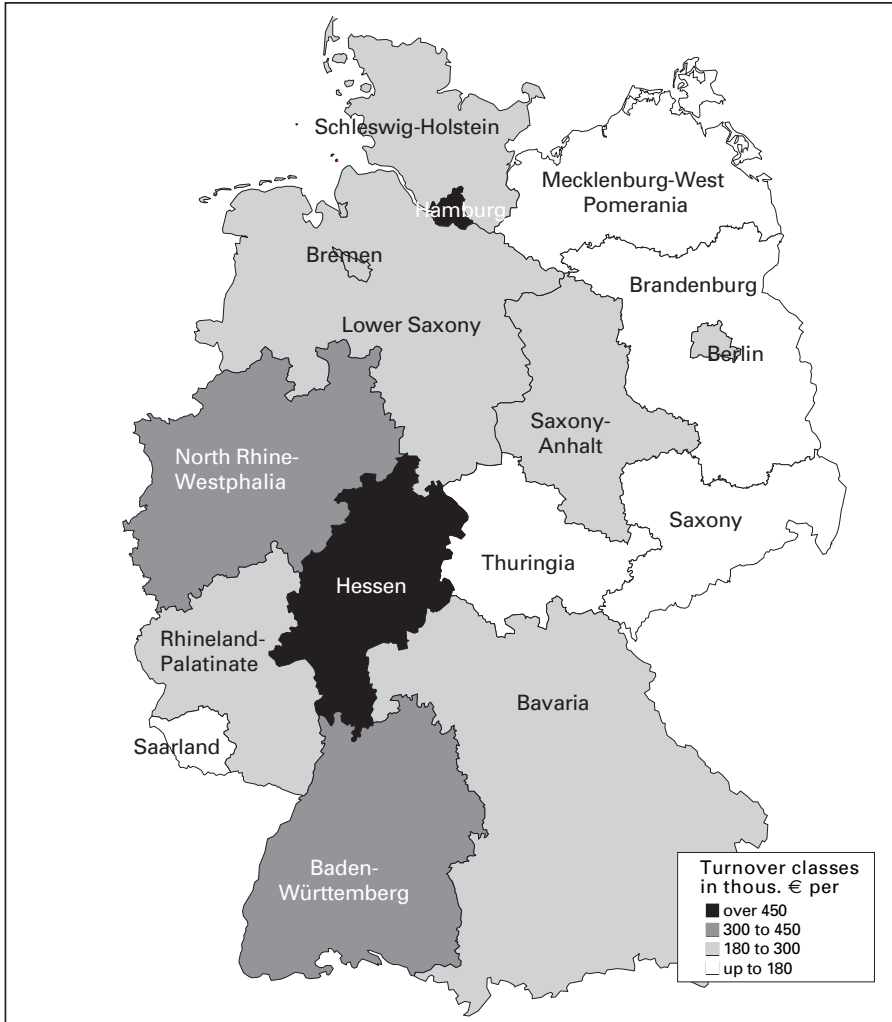 Schleswig-Holstein
Hamburg
Mecklenburg-West
Pomerania
Bremen
Brandenburg
Lower Saxony
Berlin
Saxony-
Anhalt
North Rhine-
Westphalia
Saxony
Thuringia
Hessen
Rhineland-
Palatinate
Bavaria
Saarland
Baden-
Württemberg
Turnover classes
in thous. € per
over 450
300 to 450
180 to 300
up to 180